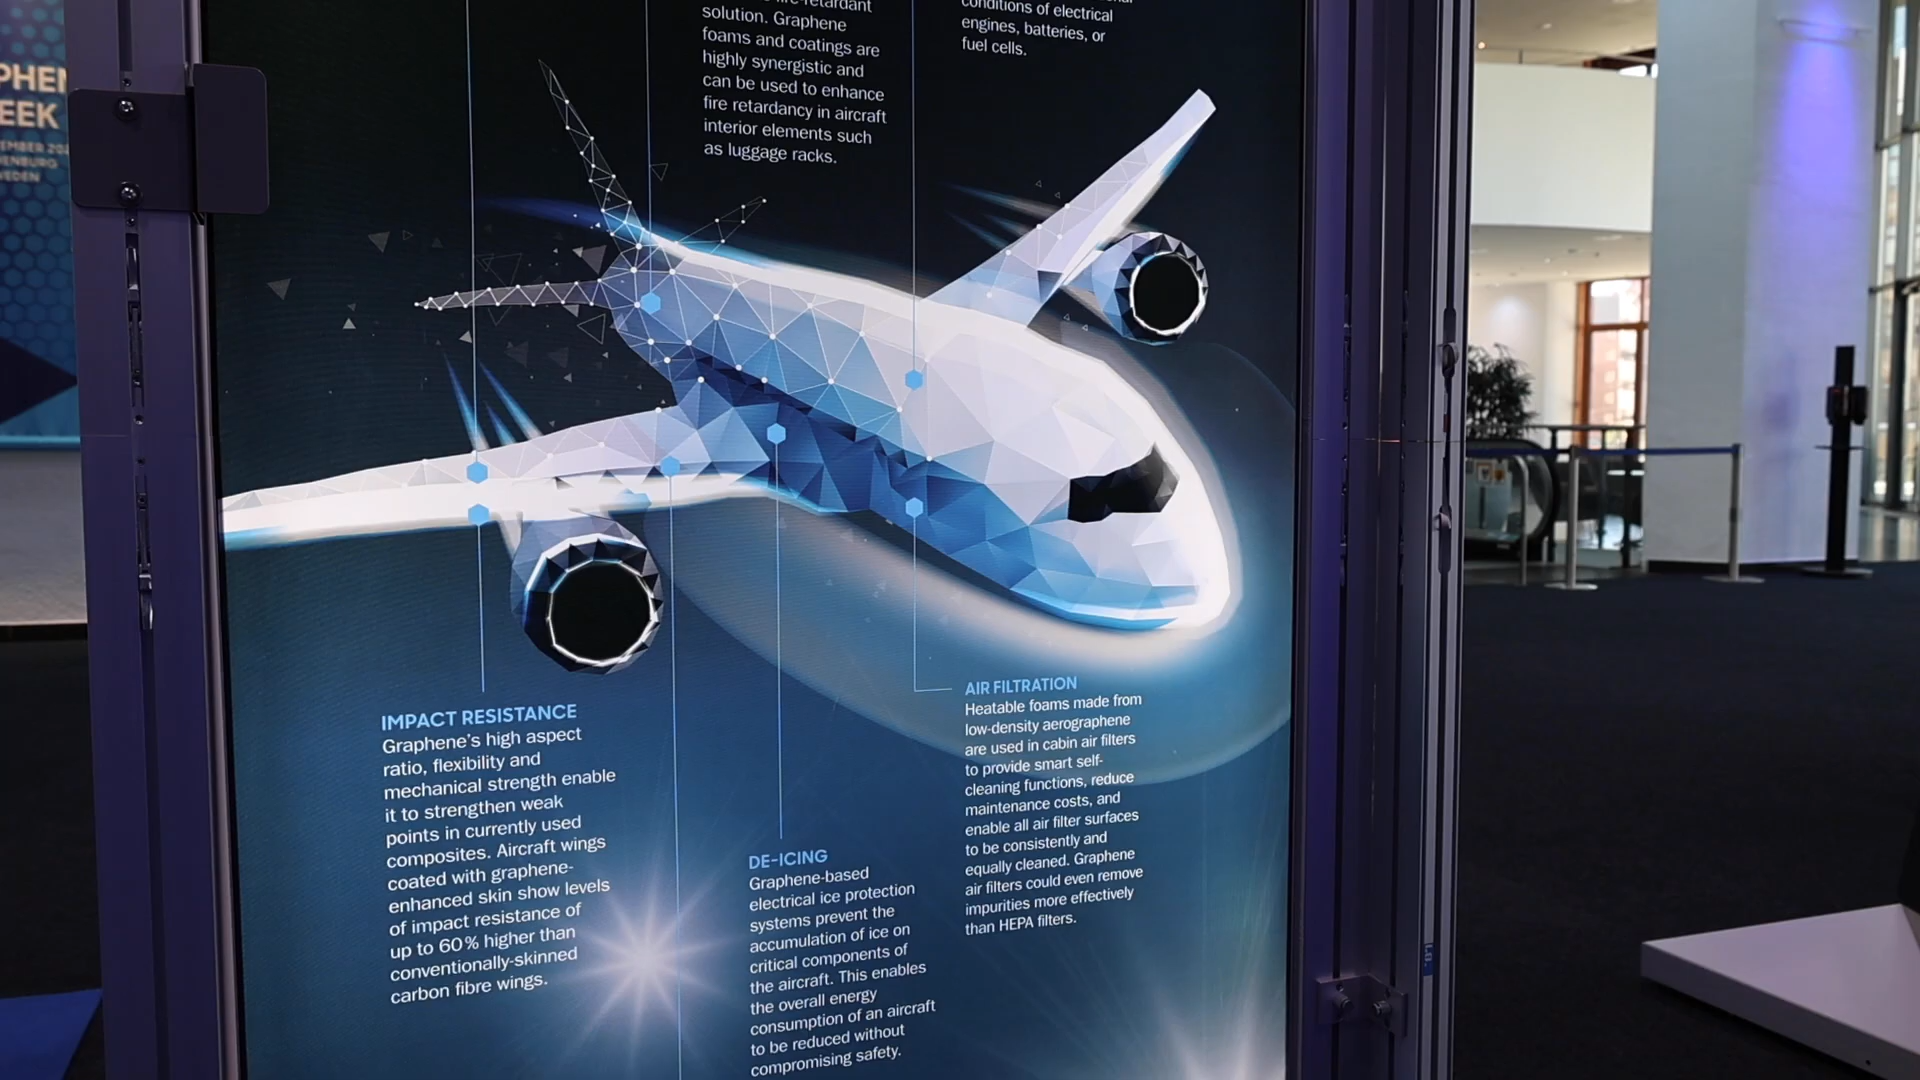 EEK
solution. Graphene
foams and coatings are
highly synergistic and
can be used to enhance
fire retardancy in aircraft
interior elements such
as luggage racks.
conditions of electrical
engines, batteries, or
fuel cells.
IMPACT RESISTANCE
Graphene's high aspect
ratio, flexibility and
mechanical strength enable
it to strengthen weak
points in currently used
composites. Aircraft wings
coated with graphene-
enhanced skin show levels
of impact resistance of
up to 60% higher than
conventionally-skinned
carbon fibre wings.
DE-ICING
Graphene-based
electrical ice protection
systems prevent the
accumulation of ice on
critical components of
the aircraft. This enables
the overall energy
consumption of an aircraft
to be reduced without
compromising safety.
AIR FILTRATION
Heatable foams made from
low-density aerographene
are used in cabin air filters
to provide smart self-
cleaning functions, reduce
maintenance costs, and
enable all air filter surfaces
to be consistently and
equally cleaned. Graphene
air filters could even remove
impurities more effectively
than HEPA filters.